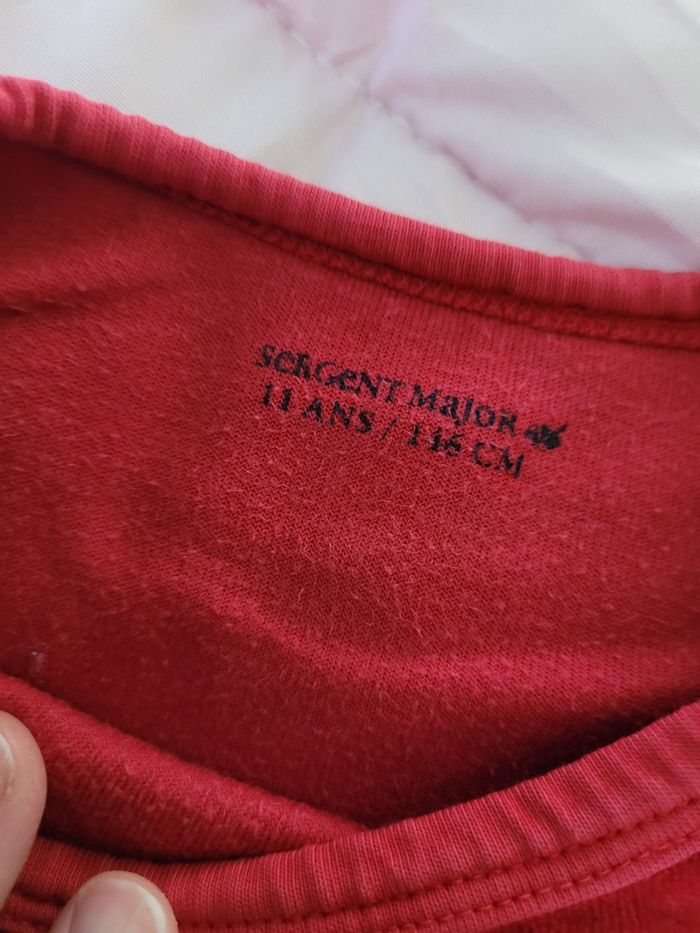 SeRGeNT MaJoR
11 ANS / 146 CM